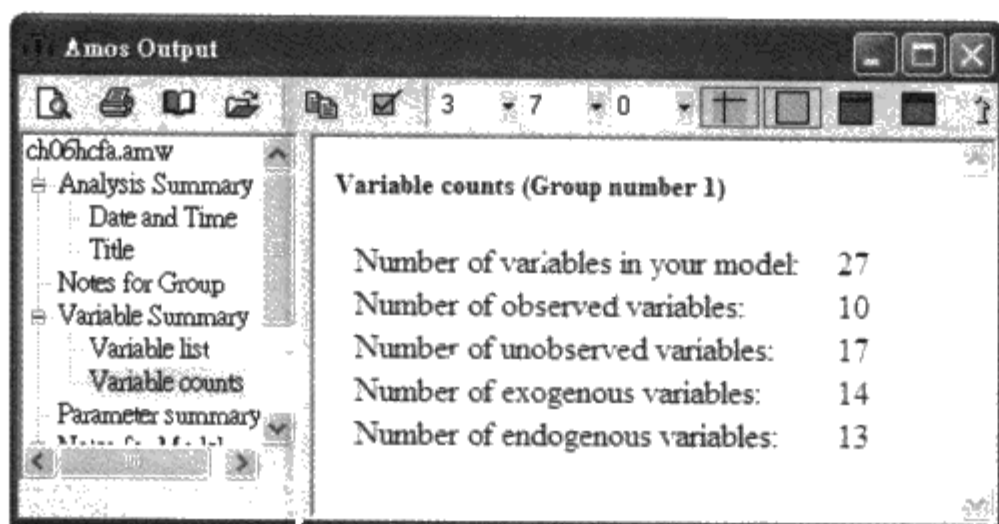 Amos Output
3 7 0
ch06hcfa.amw
Analysis Summary
Date and Time
Title
Notes for Group
Variable Summary
Variable list
Variable counts
Parameter summary
Variable counts (Group number 1)
Number of variables in your model: 27
Number of observed variables: 10
Number of unobserved variables: 17
Number of exogenous variables: 14
Number of endogenous variables: 13